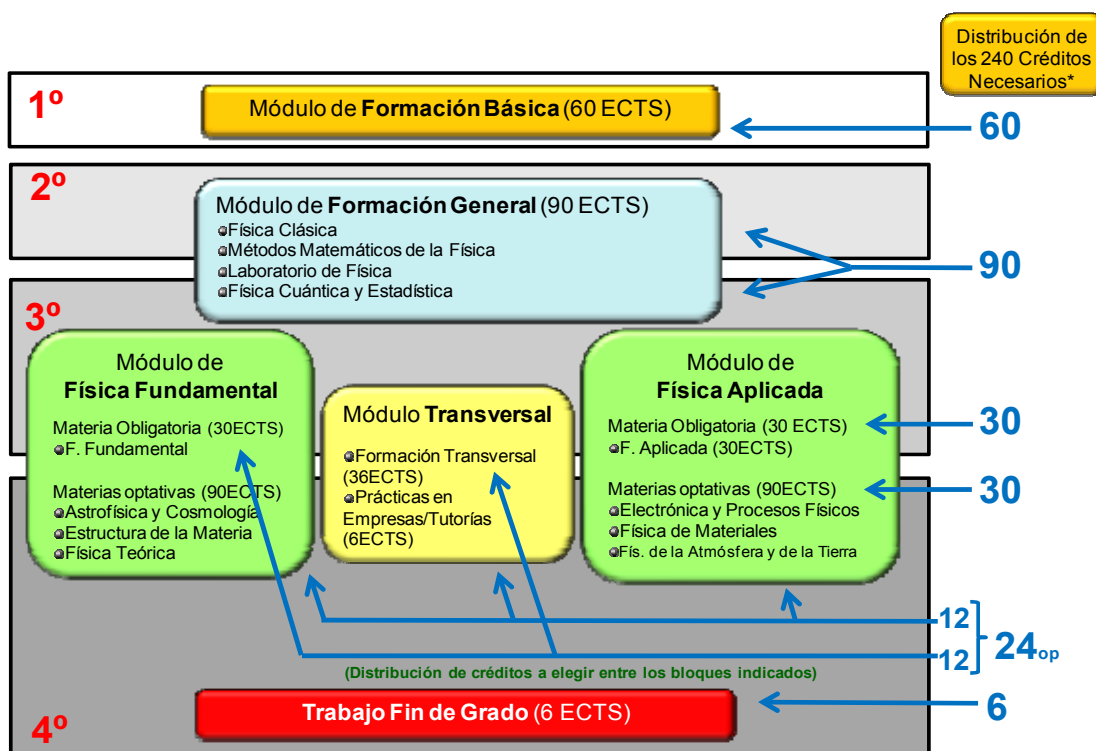 Distribución de
los 240 Créditos
Necesarios*
1º
Módulo de Formación Básica (60 ECTS)
60
2º
Módulo de Formación General (90 ECTS)
Física Clásica
Métodos Matemáticos de la Física
Laboratorio de Física
Física Cuántica y Estadística
90
3º
Módulo de
Física Fundamental
Materia Obligatoria (30ECTS)
F. Fundamental
Materias optativas (90ECTS)
Astrofísica y Cosmología
Estructura de la Materia
Física Teórica
Módulo Transversal
Formación Transversal
(36ECTS)
Prácticas en
Empresas/Tutorías
(6ECTS)
Módulo de
Física Aplicada
Materia Obligatoria (30 ECTS)
F. Aplicada (30ECTS)
Materias optativas (90ECTS)
Electrónica y Procesos Físicos
Física de Materiales
Fís. de la Atmósfera y de la Tierra
30
30
12
12
24op
(Distribución de créditos a elegir entre los bloques indicados)
4º
Trabajo Fin de Grado (6 ECTS)
6